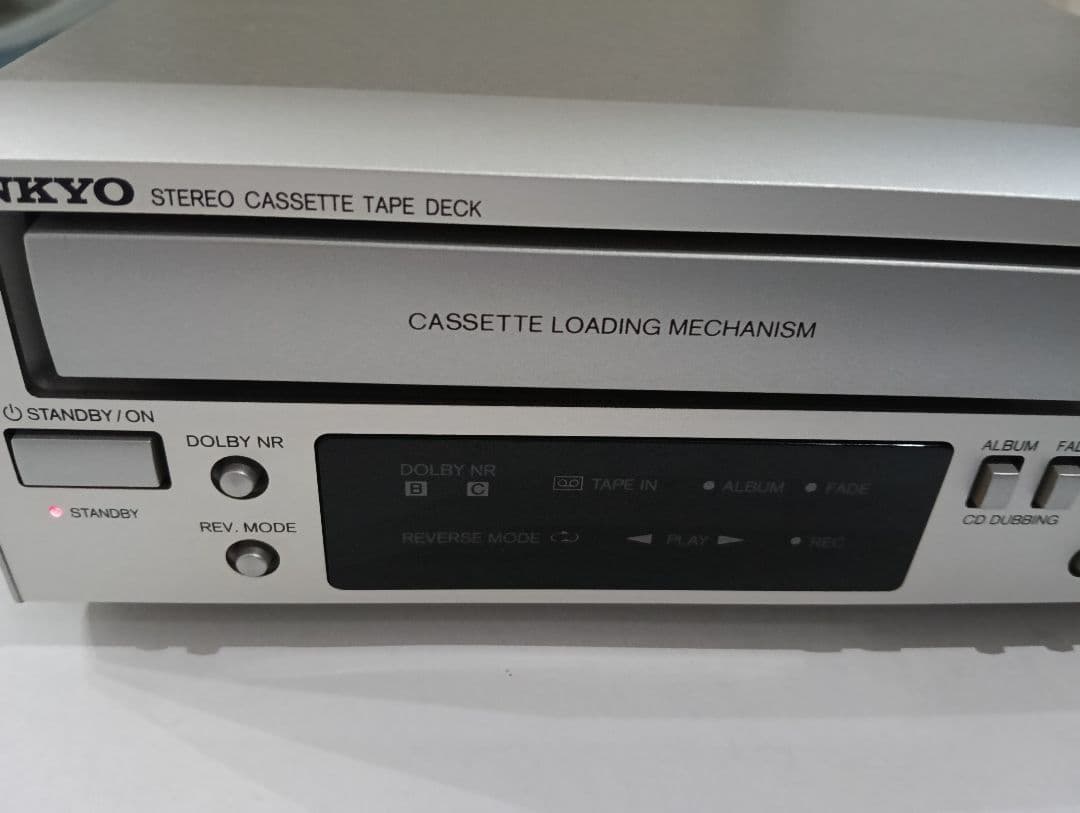 NKYO STEREO CASSETTE TAPE DECK
CASSETTE LOADING MECHANISM
STANDBY / ON
DOLBY NR
STANDBY
REV. MODE
DOLBY NR
B C
TAPE IN
ALBUM
FADE
REVERSE MODE
PLAY
REC
ALBUM FAD
CD DUBBING